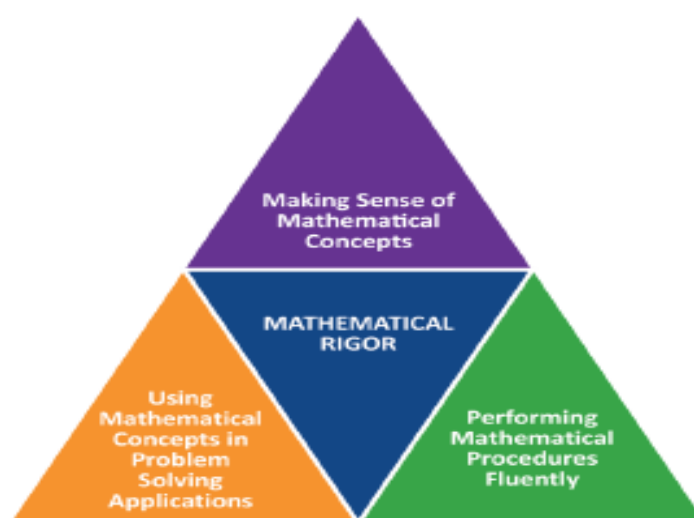 Making Sense of
Mathematical
Concepts
MATHEMATICAL
RIGOR
Using
Mathematical
Concepts in
Problem
Solving
Applications
Performing
Mathematical
Procedures
Fluently